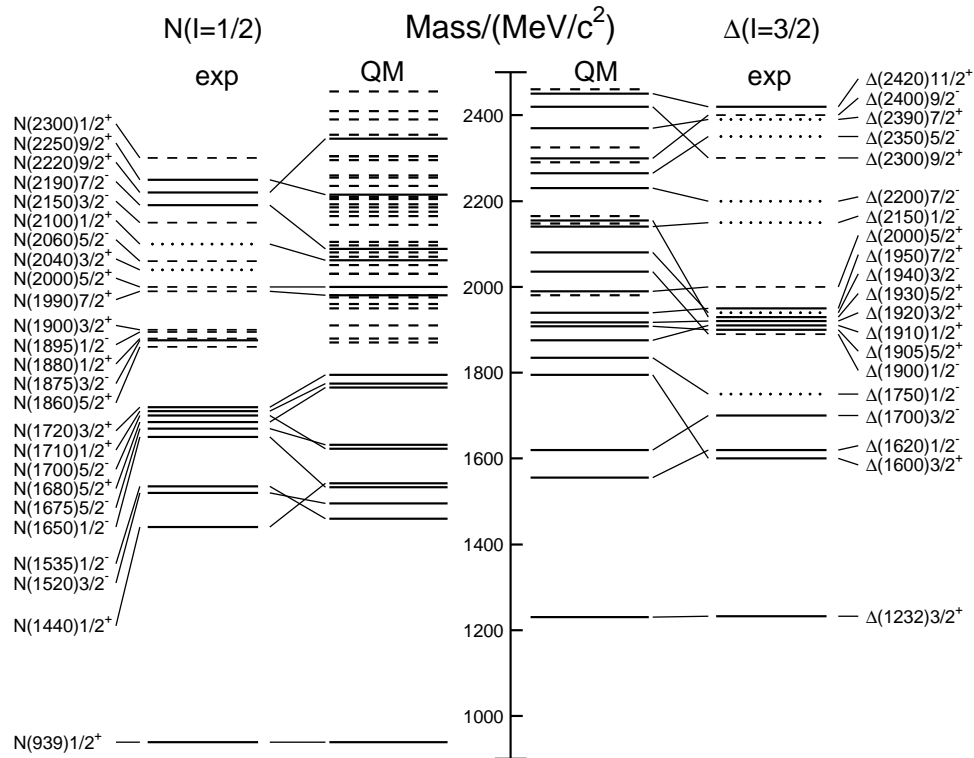 N(I=1/2) Mass/(MeV/c²) Δ(I=3/2)
exp QM QM exp
N(2300)1/2⁺
N(2250)9/2⁻
N(2220)9/2⁺
N(2190)7/2⁻
N(2150)3/2⁻
N(2100)1/2⁺
N(2060)5/2⁻
N(2040)3/2⁺
N(2000)5/2⁺
N(1990)7/2⁺
N(1900)3/2⁺
N(1895)1/2⁻
N(1880)1/2⁺
N(1875)3/2⁻
N(1860)5/2⁺
N(1720)3/2⁺
N(1710)1/2⁺
N(1700)5/2⁻
N(1680)5/2⁺
N(1675)5/2⁻
N(1650)1/2⁻
N(1535)1/2⁻
N(1520)3/2⁻
N(1440)1/2⁺
N(939)1/2⁺
2400
2200
2000
1800
1600
1400
1200
1000
Δ(2420)11/2⁺
Δ(2400)9/2⁻
Δ(2390)7/2⁺
Δ(2350)5/2⁻
Δ(2300)9/2⁺
Δ(2200)7/2⁻
Δ(2150)1/2⁻
Δ(2000)5/2⁺
Δ(1950)7/2⁺
Δ(1940)3/2⁻
Δ(1930)5/2⁺
Δ(1920)3/2⁺
Δ(1910)1/2⁺
Δ(1905)5/2⁺
Δ(1900)1/2⁻
Δ(1750)1/2⁻
Δ(1700)3/2⁻
Δ(1620)1/2⁻
Δ(1600)3/2⁺
Δ(1232)3/2⁺